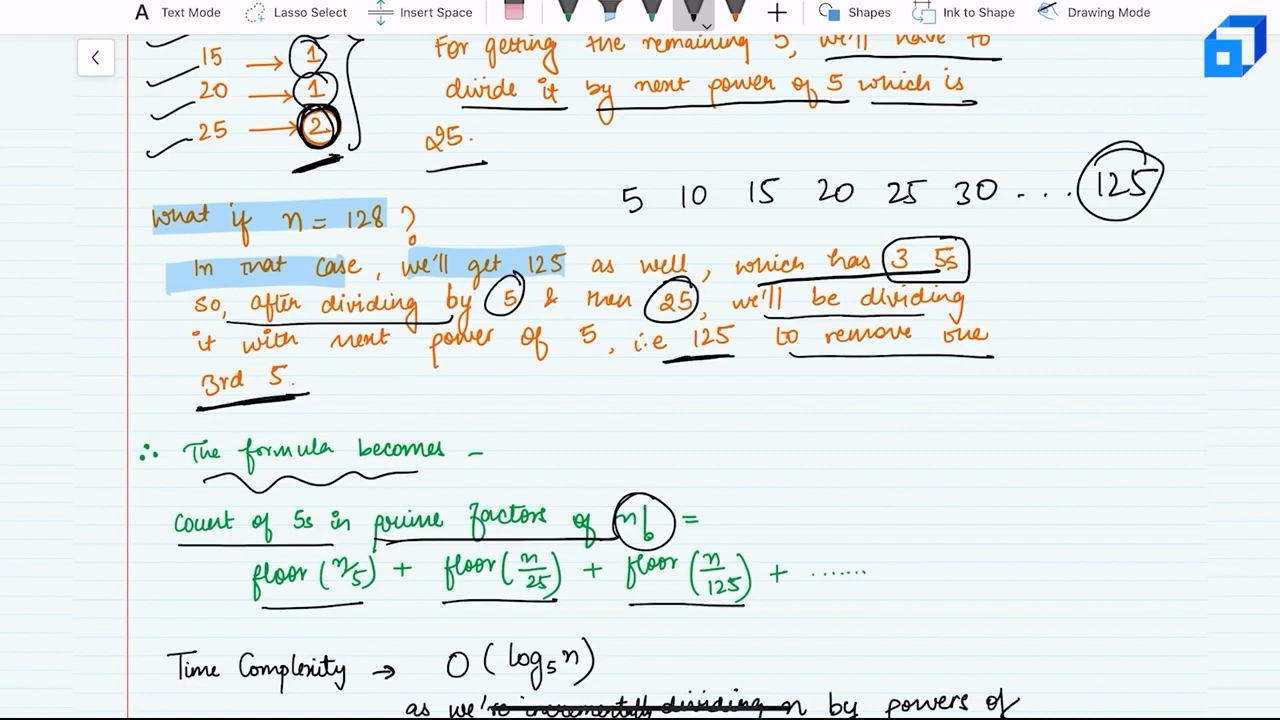 A Text Mode Lasso Select Insert Space Shapes Ink to Shape Drawing Mode
15 → 1
20 → 1
25 → 2
For getting the remaining 5, we'll have to
divide it by next power of 5 which is
25.
5 10 15 20 25 30 ... 125
What if n = 128 ?
In that case, we'll get 125 as well, which has 3 5s
so, after dividing by 5 & then 25, we'll be dividing
it with next power of 5, i.e 125 to remove one
3rd 5.
∴ The formula becomes -
Count of 5s in prime factors of n! =
floor (n/5) + floor (n/25) + floor (n/125) + ......
Time Complexity → O (log₅n)
as we're incrementally dividing n by powers of